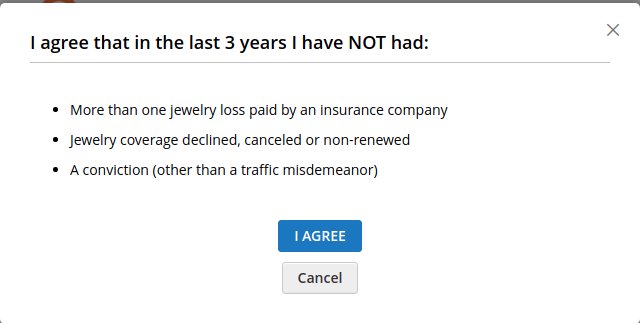 I agree that in the last 3 years I have NOT had:
• More than one jewelry loss paid by an insurance company
• Jewelry coverage declined, canceled or non-renewed
• A conviction (other than a traffic misdemeanor)
I AGREE
Cancel